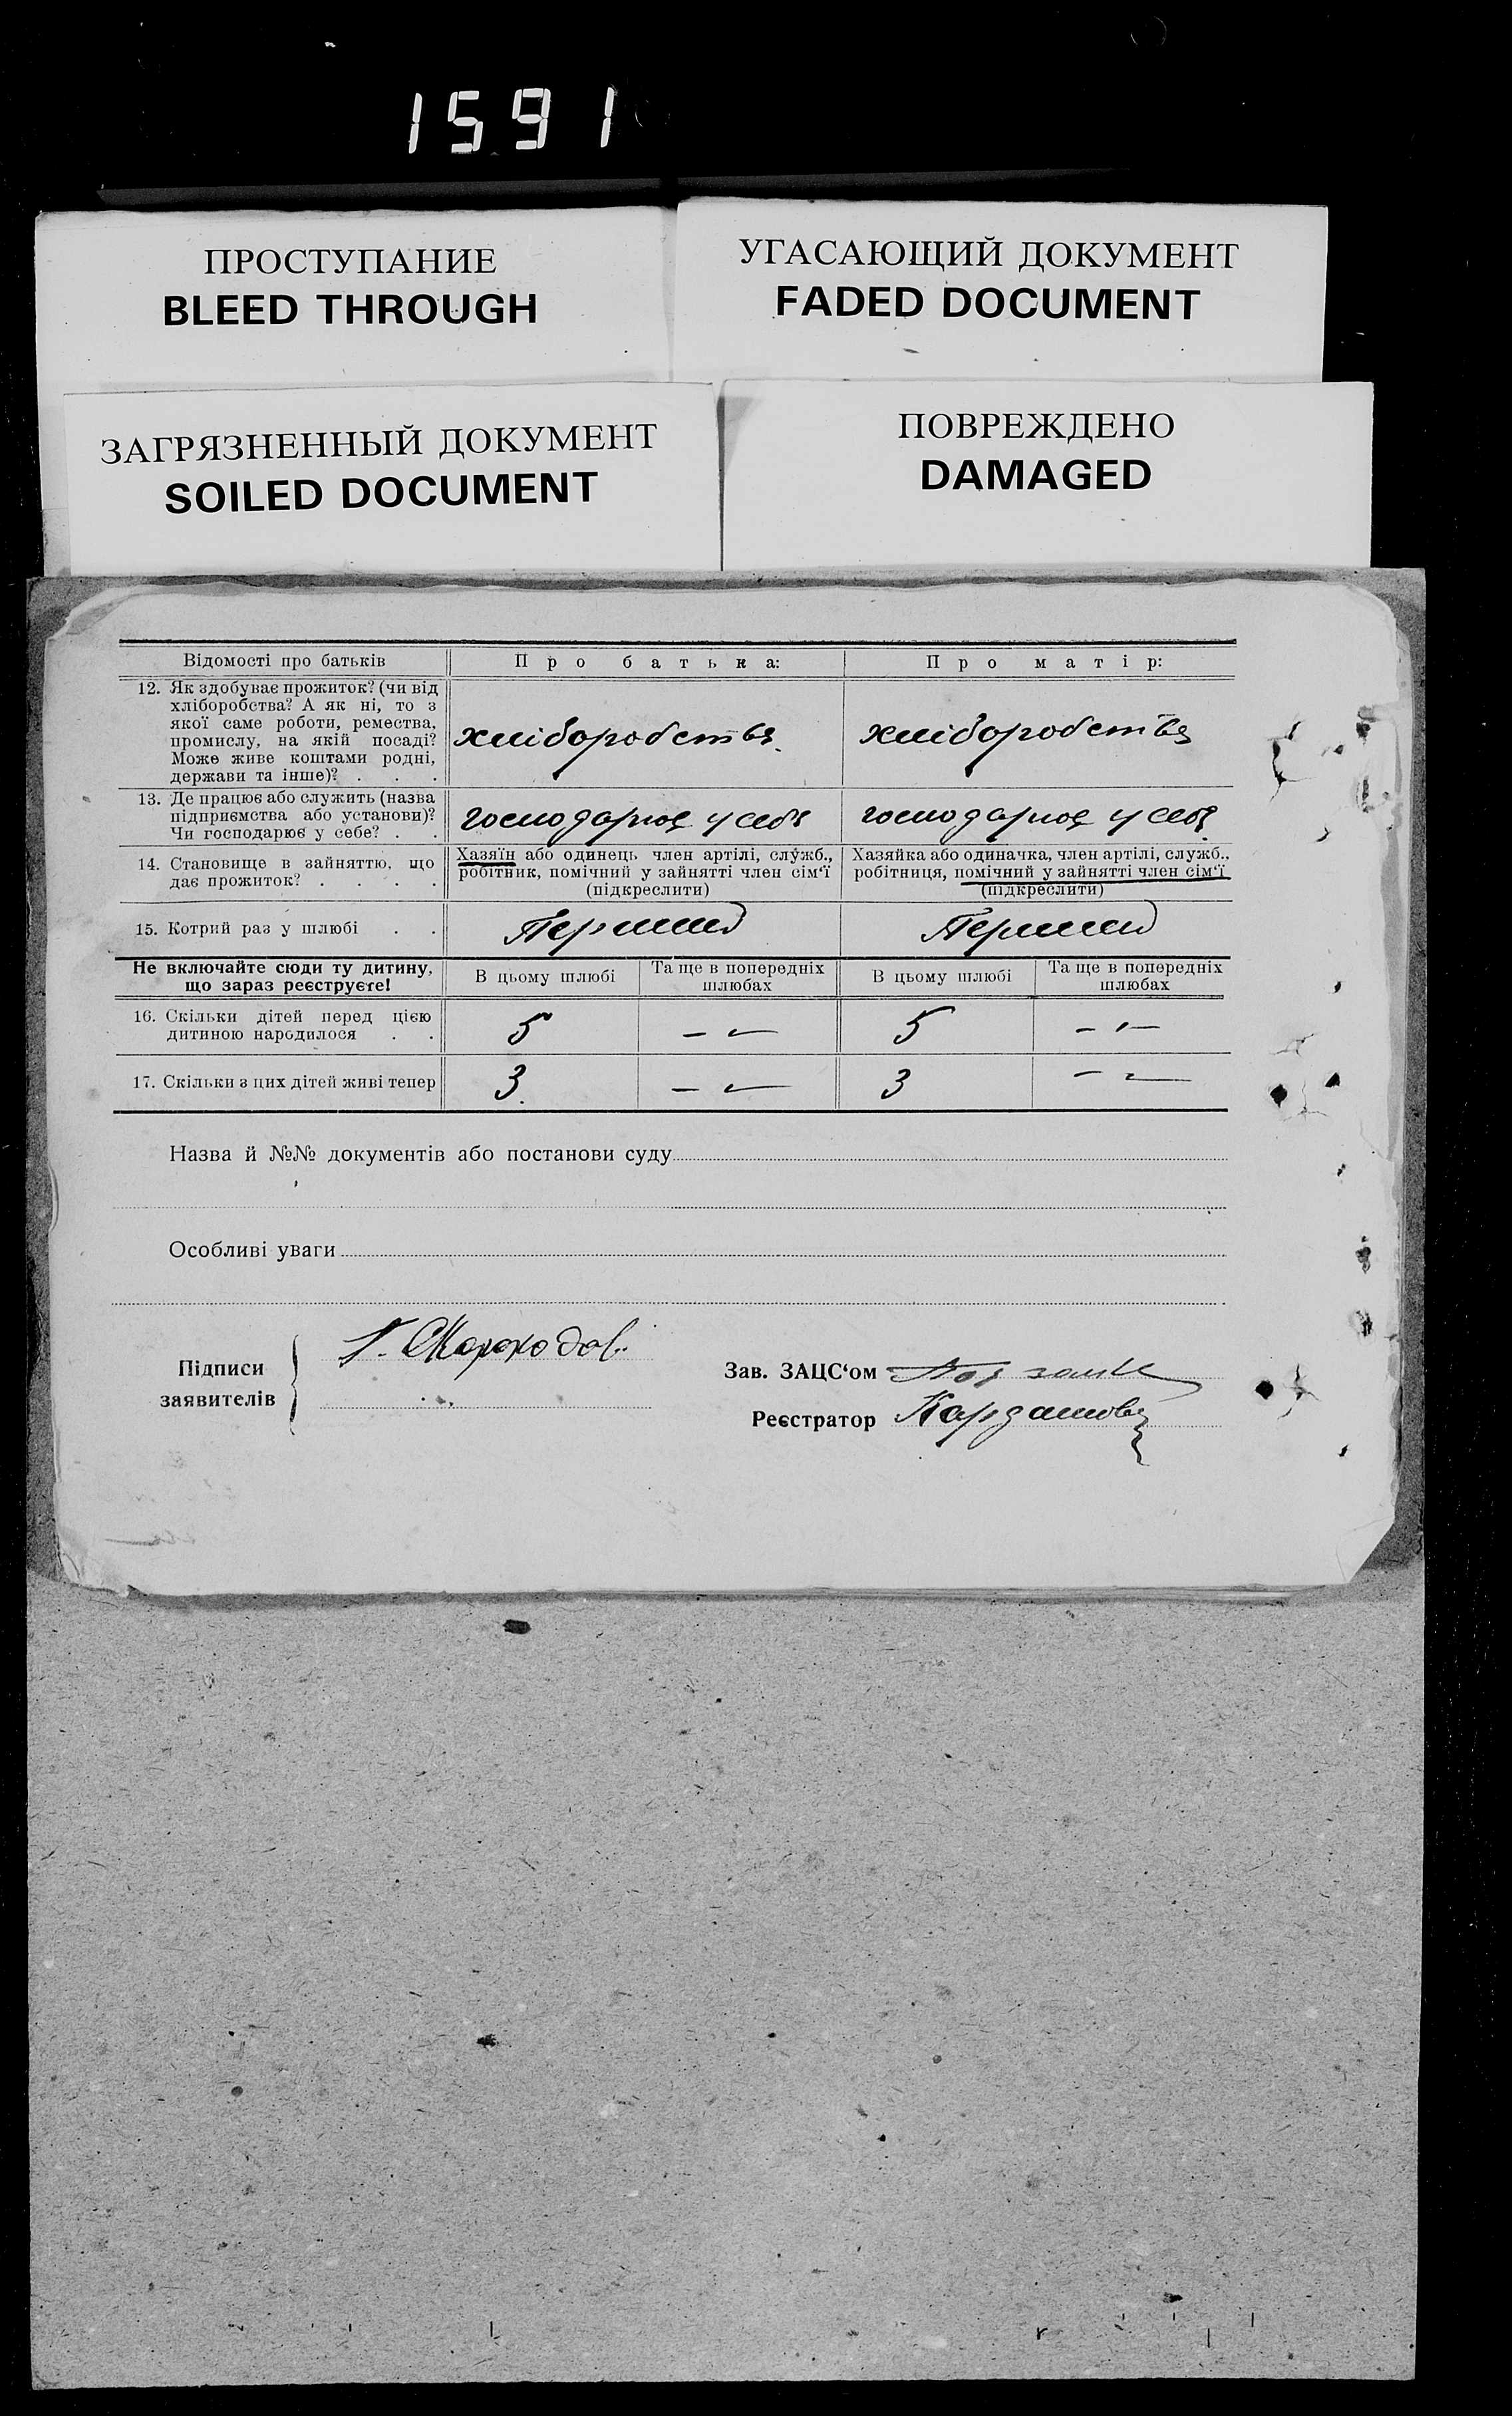 1591
ПРОСТУПАНИЕ
BLEED THROUGH
УГАСАЮЩИЙ ДОКУМЕНТ
FADED DOCUMENT
ЗАГРЯЗНЕННЫЙ ДОКУМЕНТ
SOILED DOCUMENT
ПОВРЕЖДЕНО
DAMAGED
Відомості про батьків
Про батька:
Про матір:
12. Як здобуває прожиток? (чи від
хліборобства? А як ні, то з
якої саме роботи, ремества,
промислу, на якій посаді?
Може живе коштами родні,
держави та інше)? . . .
хліборобства
хліборобства
13. Де працює або служить (назва
підприємства або установи)?
Чи господарює у себе? . .
господарює у себе
господарює у себе
14. Становище в зайняттю, що
дає прожиток? . . . .
Хазяїн або одинець член артілі, служб.,
робітник, помічний у зайнятті член сім‘ї
(підкреслити)
Хазяйка або одиначка, член артілі, служб.,
робітниця, помічний у зайнятті член сім‘ї
(підкреслити)
15. Котрий раз у шлюбі . .
Перший
Перший
Не включайте сюди ту дитину,
що зараз реєструєте!
В цьому шлюбі
Та ще в попередніх
шлюбах
В цьому шлюбі
Та ще в попередніх
шлюбах
16. Скільки дітей перед цією
дитиною народилося . .
5
— —
5
— —
17. Скільки з цих дітей живі тепер
3
— —
3
— —
Назва й №№ документів або постанови суду
Особливі уваги
Підписи
заявителів
Скороходов
Зав. ЗАЦС‘ом
Реєстратор
Кардашова